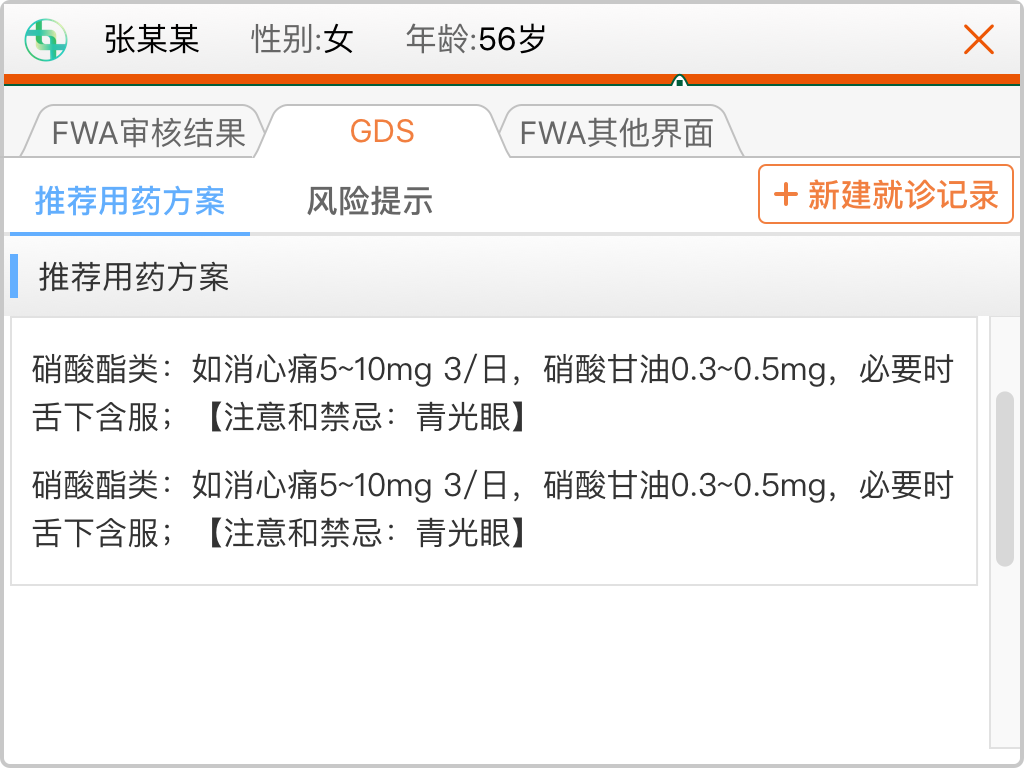 张某某 性别:女 年龄:56岁
FWA审核结果 GDS FWA其他界面
推荐用药方案 风险提示 + 新建就诊记录
推荐用药方案
硝酸酯类：如消心痛5~10mg 3/日，硝酸甘油0.3~0.5mg，必要时
舌下含服；【注意和禁忌：青光眼】
硝酸酯类：如消心痛5~10mg 3/日，硝酸甘油0.3~0.5mg，必要时
舌下含服；【注意和禁忌：青光眼】